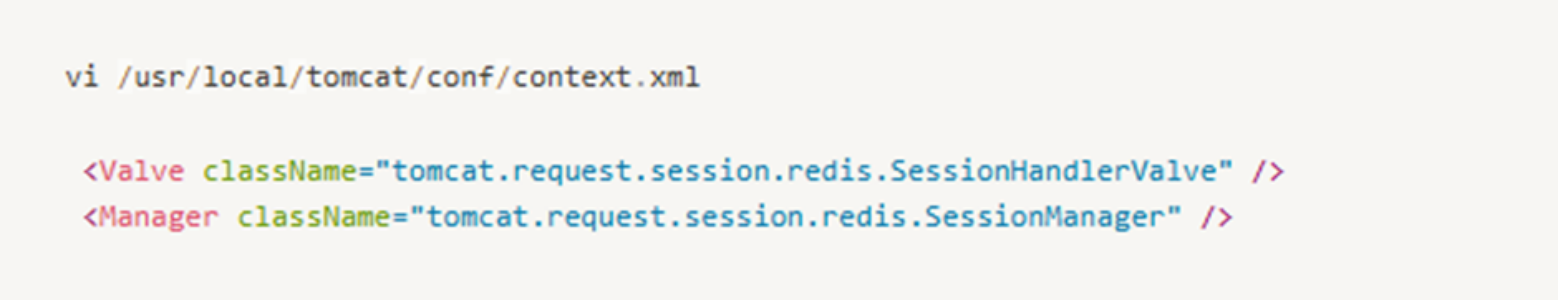 vi /usr/local/tomcat/conf/context.xml
<Valve className="tomcat.request.session.redis.SessionHandlerValve" />
<Manager className="tomcat.request.session.redis.SessionManager" />